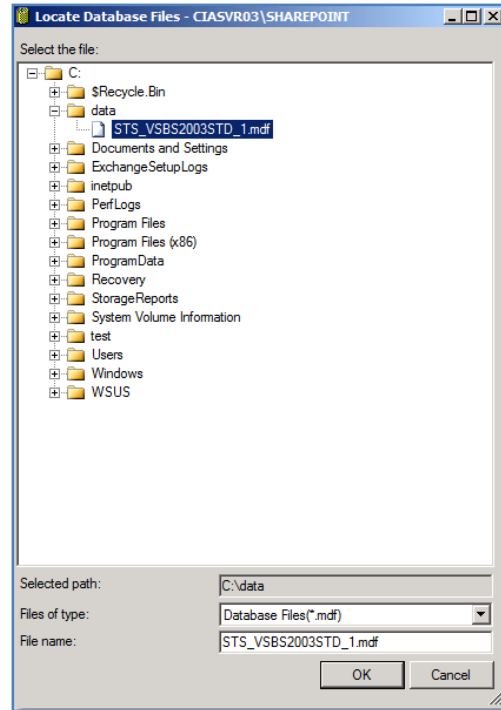 Locate Database Files - CIASVR03\SHAREPOINT
Select the file:
C:
$Recycle.Bin
data
STS_VSBS2003STD_1.mdf
Documents and Settings
ExchangeSetupLogs
inetpub
PerfLogs
Program Files
Program Files (x86)
ProgramData
Recovery
StorageReports
System Volume Information
test
Users
Windows
WSUS
Selected path: C:\data
Files of type: Database Files(*.mdf)
File name: STS_VSBS2003STD_1.mdf
OK Cancel